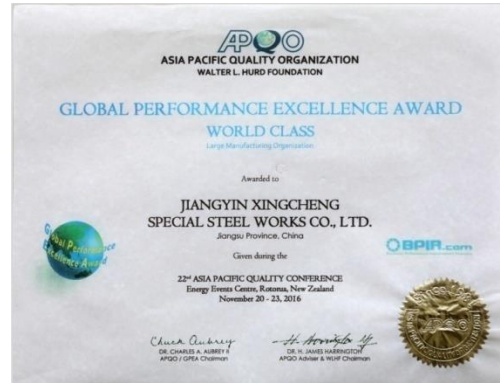 APQO
ASIA PACIFIC QUALITY ORGANIZATION
WALTER L. HURD FOUNDATION
GLOBAL PERFORMANCE EXCELLENCE AWARD
WORLD CLASS
Large Manufacturing Organization
Awarded to
JIANGYIN XINGCHENG
SPECIAL STEEL WORKS CO., LTD.
Jiangsu Province, China
Given during the
22nd ASIA PACIFIC QUALITY CONFERENCE
Energy Events Centre, Rotorua, New Zealand
November 20 - 23, 2016
Global Performance
Excellence Award
BPIR.com
Chuck Aubrey
DR. CHARLES A. AUBREY II
APQO / GPEA Chairman
DR. H. JAMES HARRINGTON
APQO Adviser & WLHF Chairman
APQO